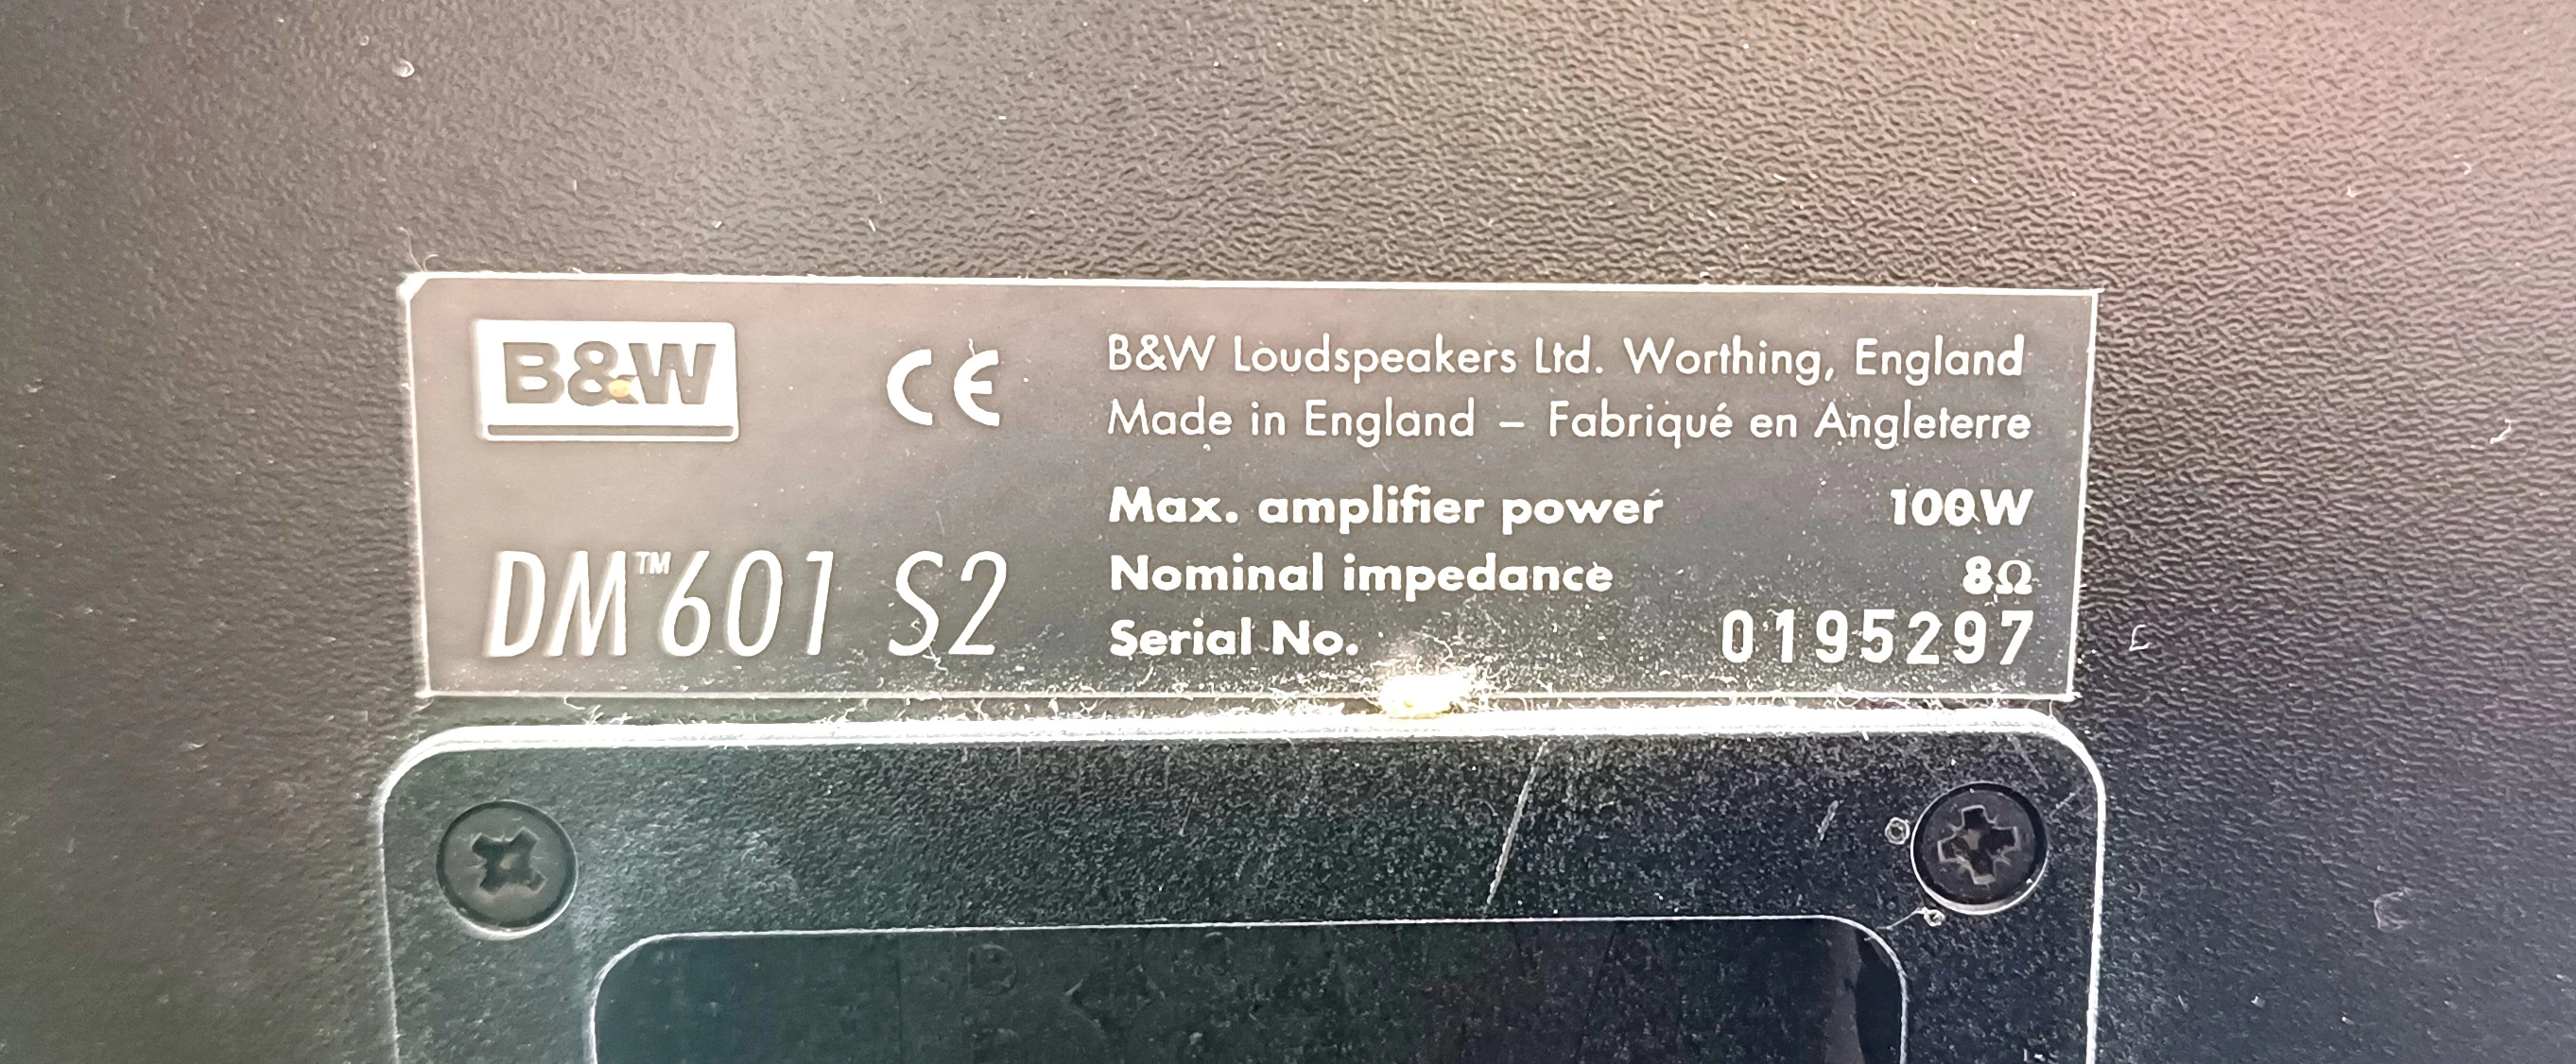 B&W
CE
B&W Loudspeakers Ltd. Worthing, England
Made in England – Fabriqué en Angleterre
Max. amplifier power 100W
Nominal impedance 8Ω
Serial No. 0195297
DM™601 S2